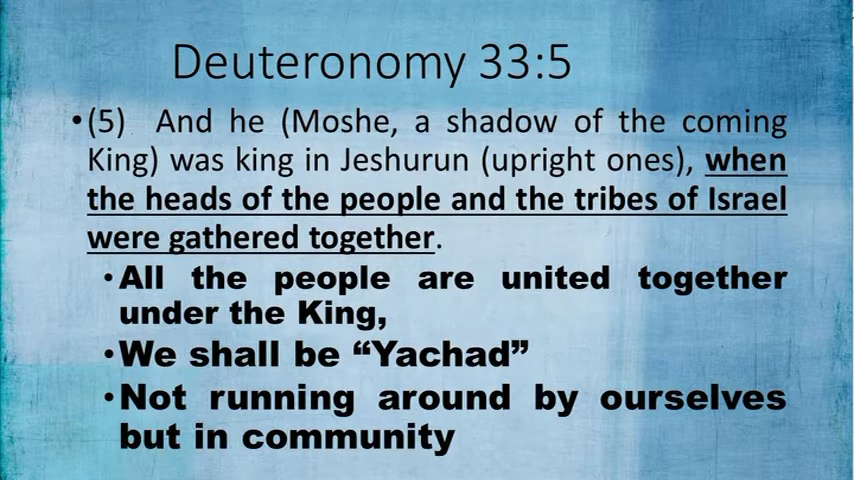 Deuteronomy 33:5
•(5) And he (Moshe, a shadow of the coming
King) was king in Jeshurun (upright ones), when
the heads of the people and the tribes of Israel
were gathered together.
•All the people are united together
under the King,
•We shall be “Yachad”
•Not running around by ourselves
but in community